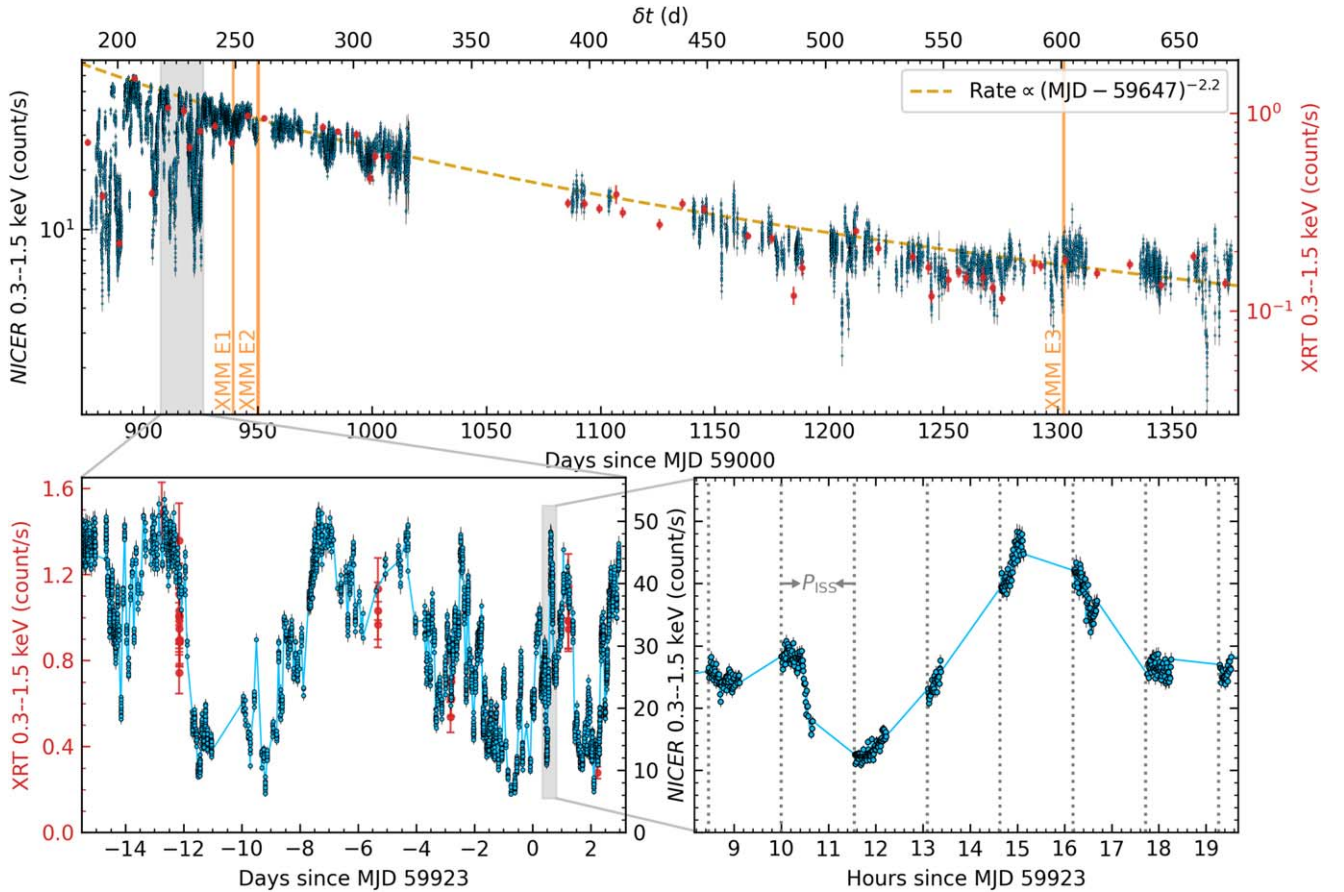 δt (d)
200 250 300 350 400 450 500 550 600 650
Rate ∝ (MJD − 59647)^−2.2
NICER 0.3--1.5 keV (count/s)
10^1
XRT 0.3--1.5 keV (count/s)
10^0
10^−1
XMM E1
XMM E2
XMM E3
900 950 1000 1050 1100 1150 1200 1250 1300 1350
Days since MJD 59000
XRT 0.3--1.5 keV (count/s)
1.6
1.2
0.8
0.4
0.0
50
40
30
20
10
0
NICER 0.3--1.5 keV (count/s)
P_ISS
−14 −12 −10 −8 −6 −4 −2 0 2
Days since MJD 59923
9 10 11 12 13 14 15 16 17 18 19
Hours since MJD 59923